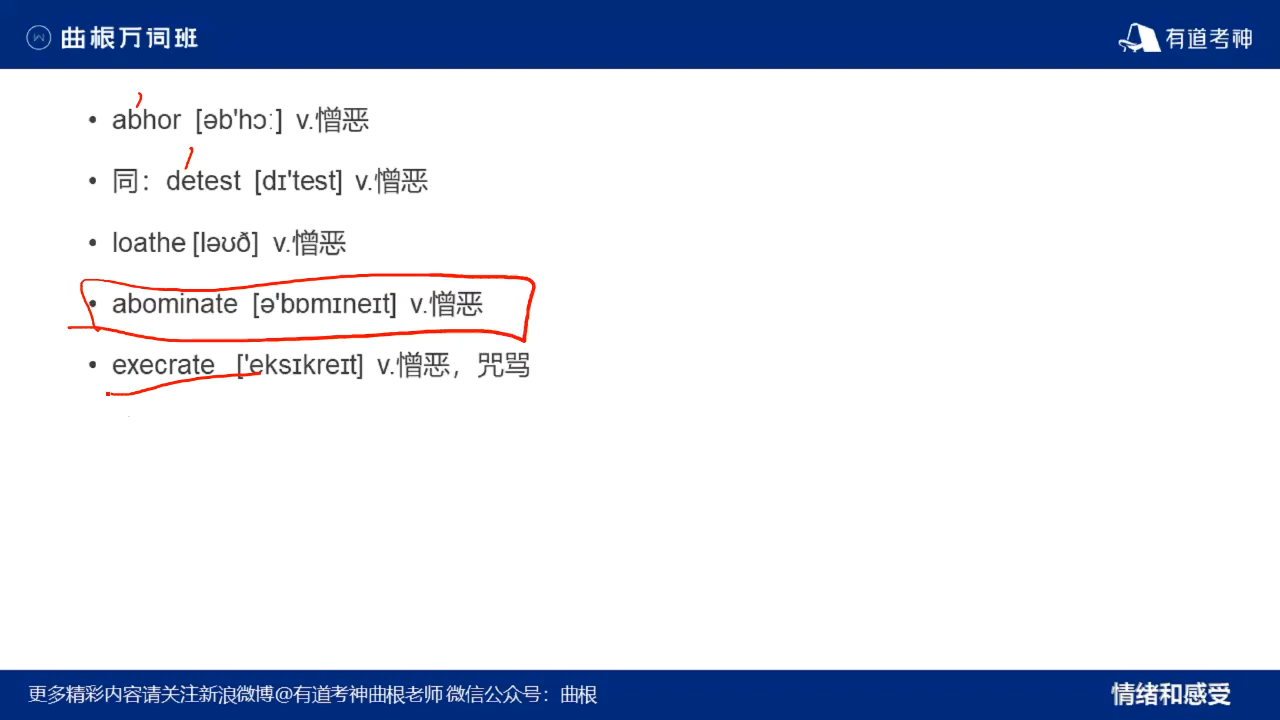 曲根万词班
有道考神
• abhor [əb'hɔː] v.憎恶
• 同：detest [dɪ'test] v.憎恶
• loathe [ləʊð] v.憎恶
• abominate [ə'bɒmɪneɪt] v.憎恶
• execrate ['eksɪkreɪt] v.憎恶，咒骂
更多精彩内容请关注新浪微博@有道考神曲根老师 微信公众号：曲根
情绪和感受